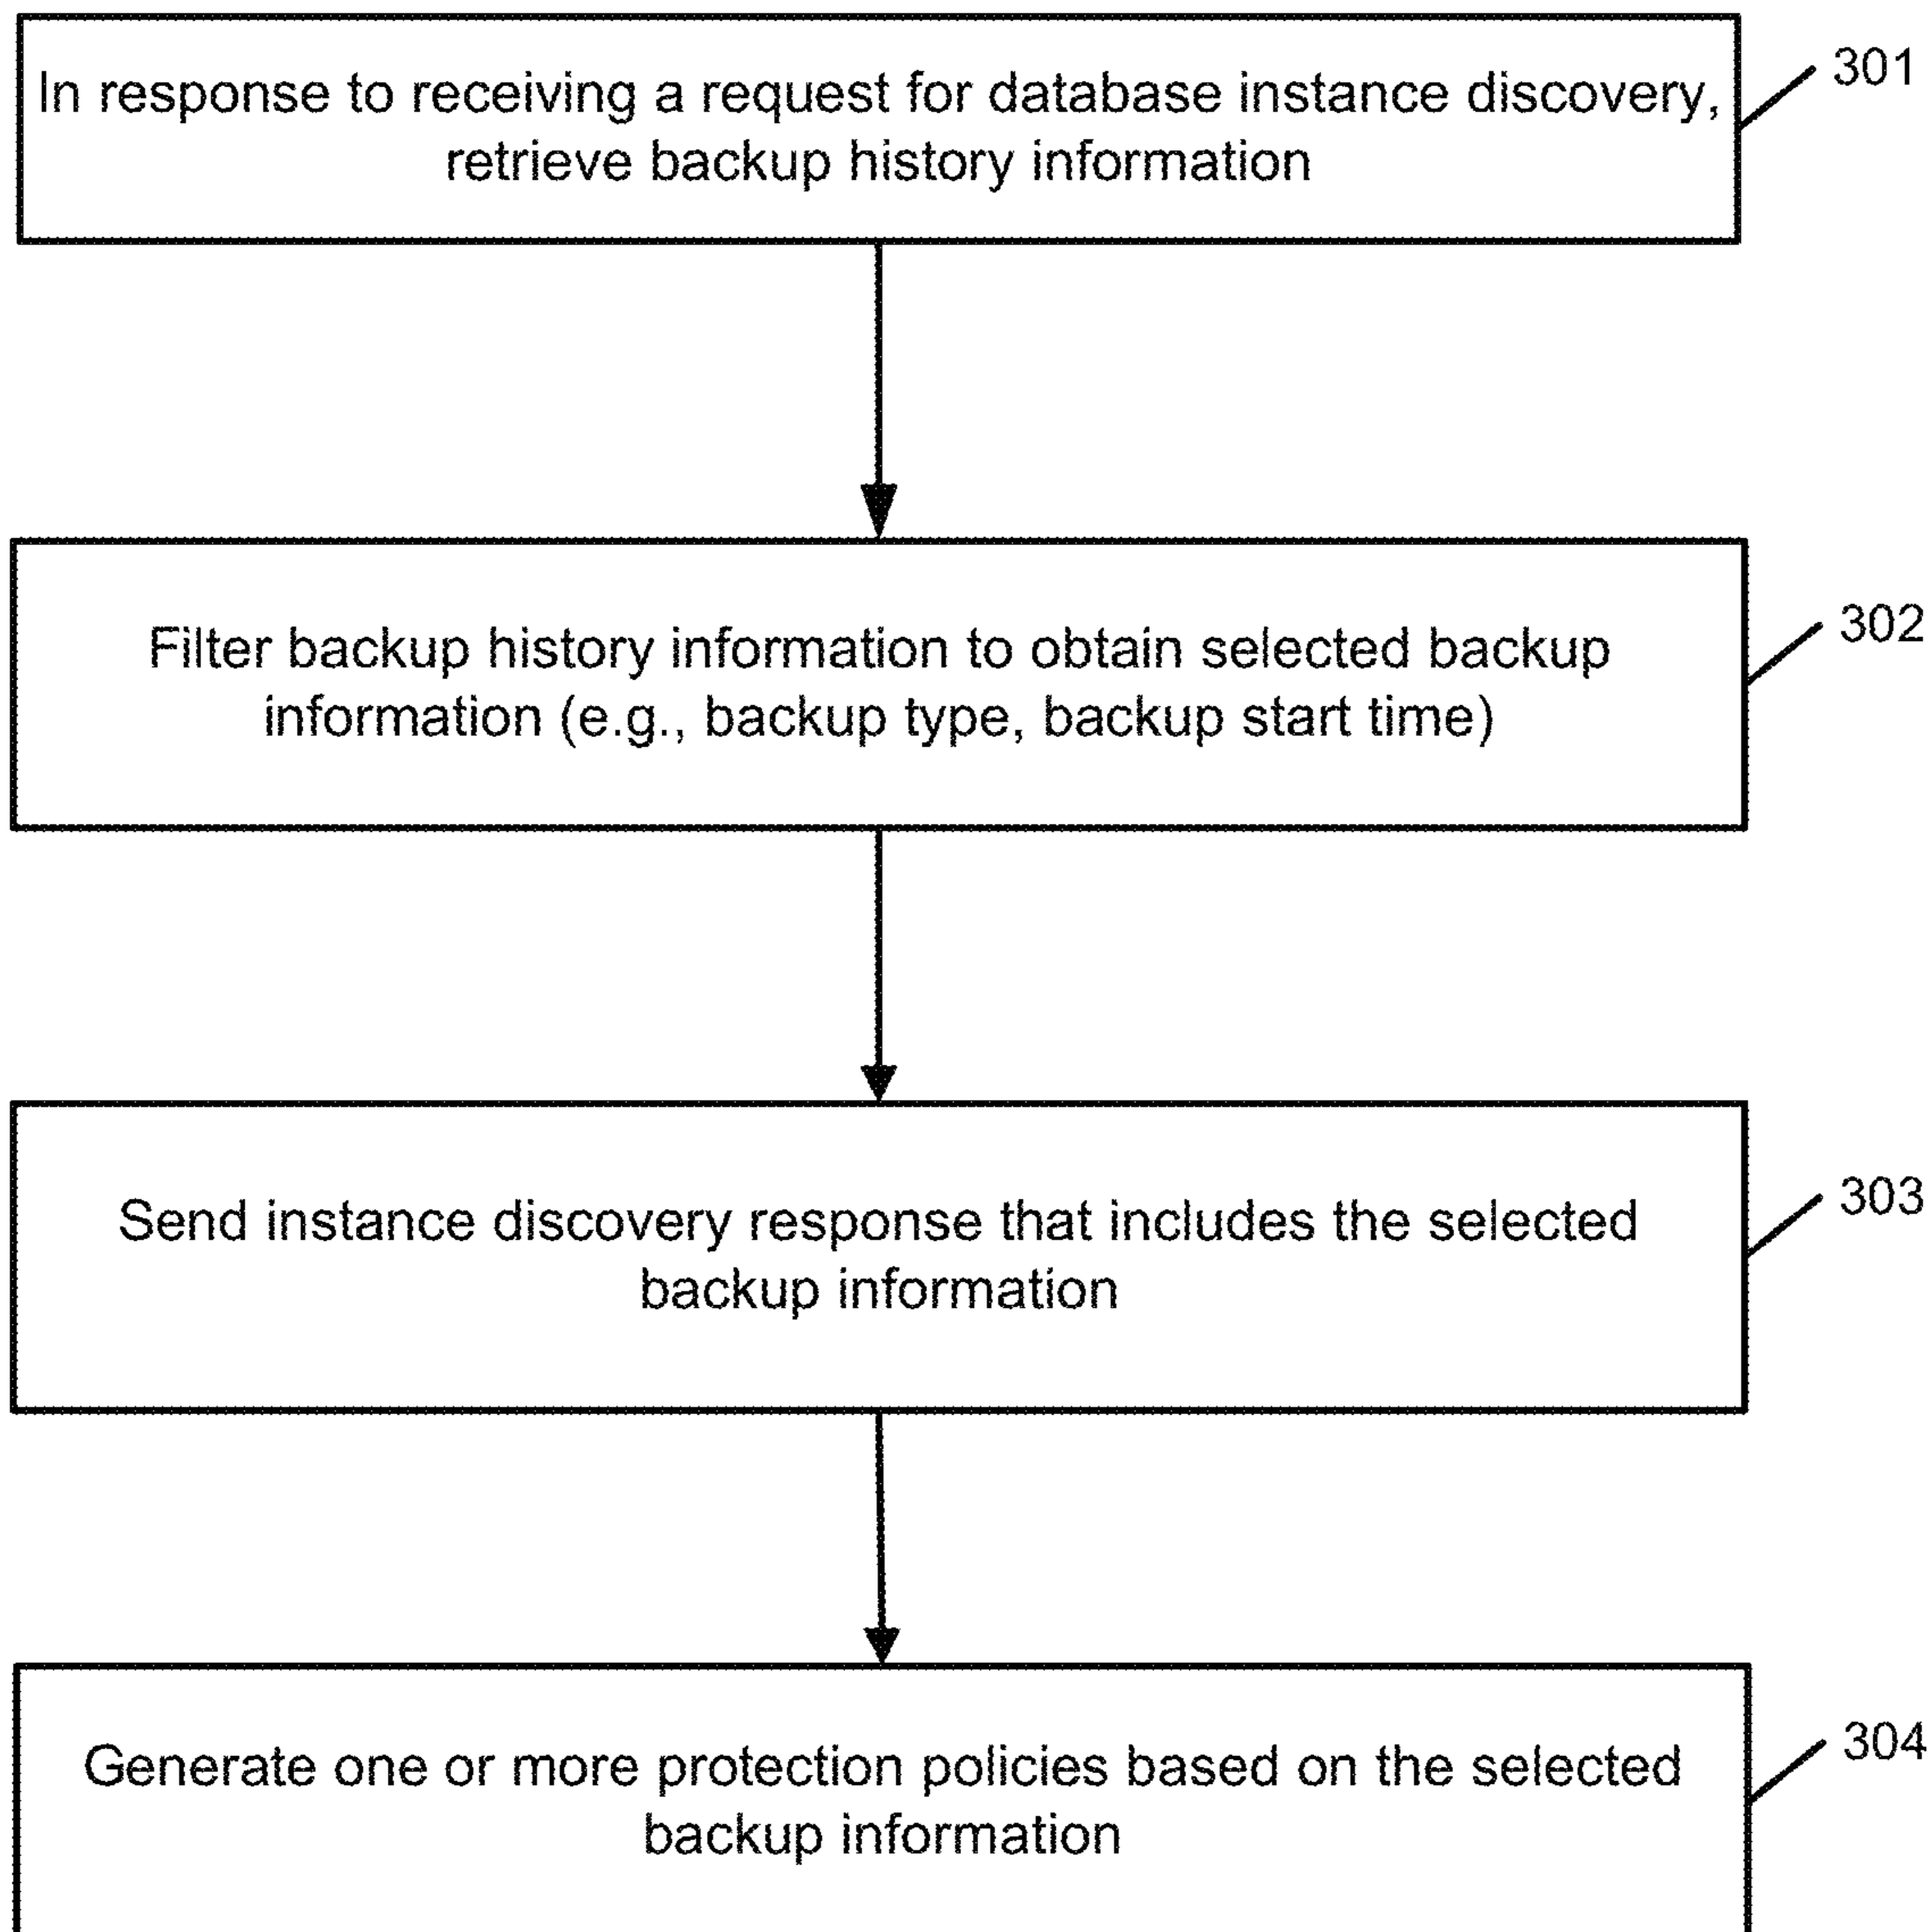 In response to receiving a request for database instance discovery,
retrieve backup history information
301
Filter backup history information to obtain selected backup
information (e.g., backup type, backup start time)
302
Send instance discovery response that includes the selected
backup information
303
Generate one or more protection policies based on the selected
backup information
304